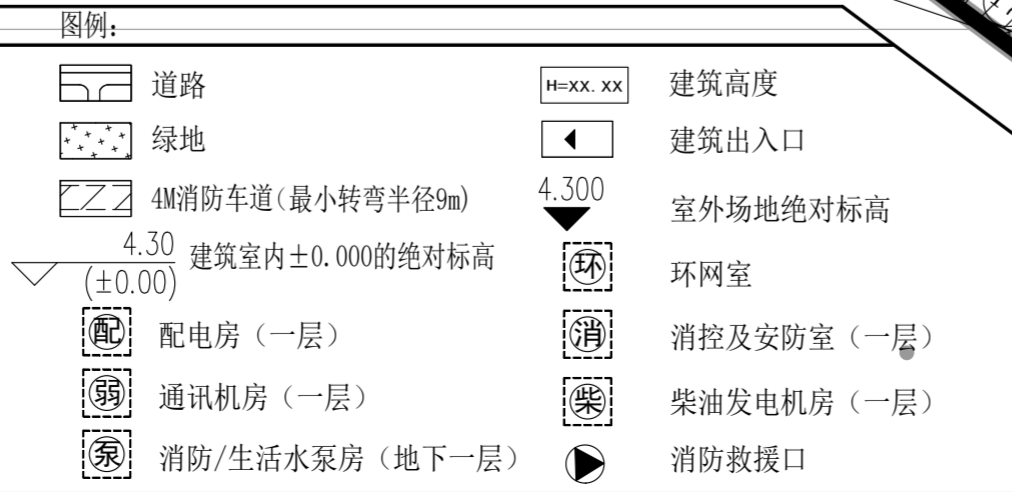 图例:
道路
H=XX. XX 建筑高度
绿地
建筑出入口
4M消防车道(最小转弯半径9m)
4.300 室外场地绝对标高
4.30
(±0.00)
建筑室内±0.000的绝对标高
环 环网室
配 配电房（一层）
消 消控及安防室（一层）
弱 通讯机房（一层）
柴 柴油发电机房（一层）
泵 消防/生活水泵房（地下一层）
消防救援口